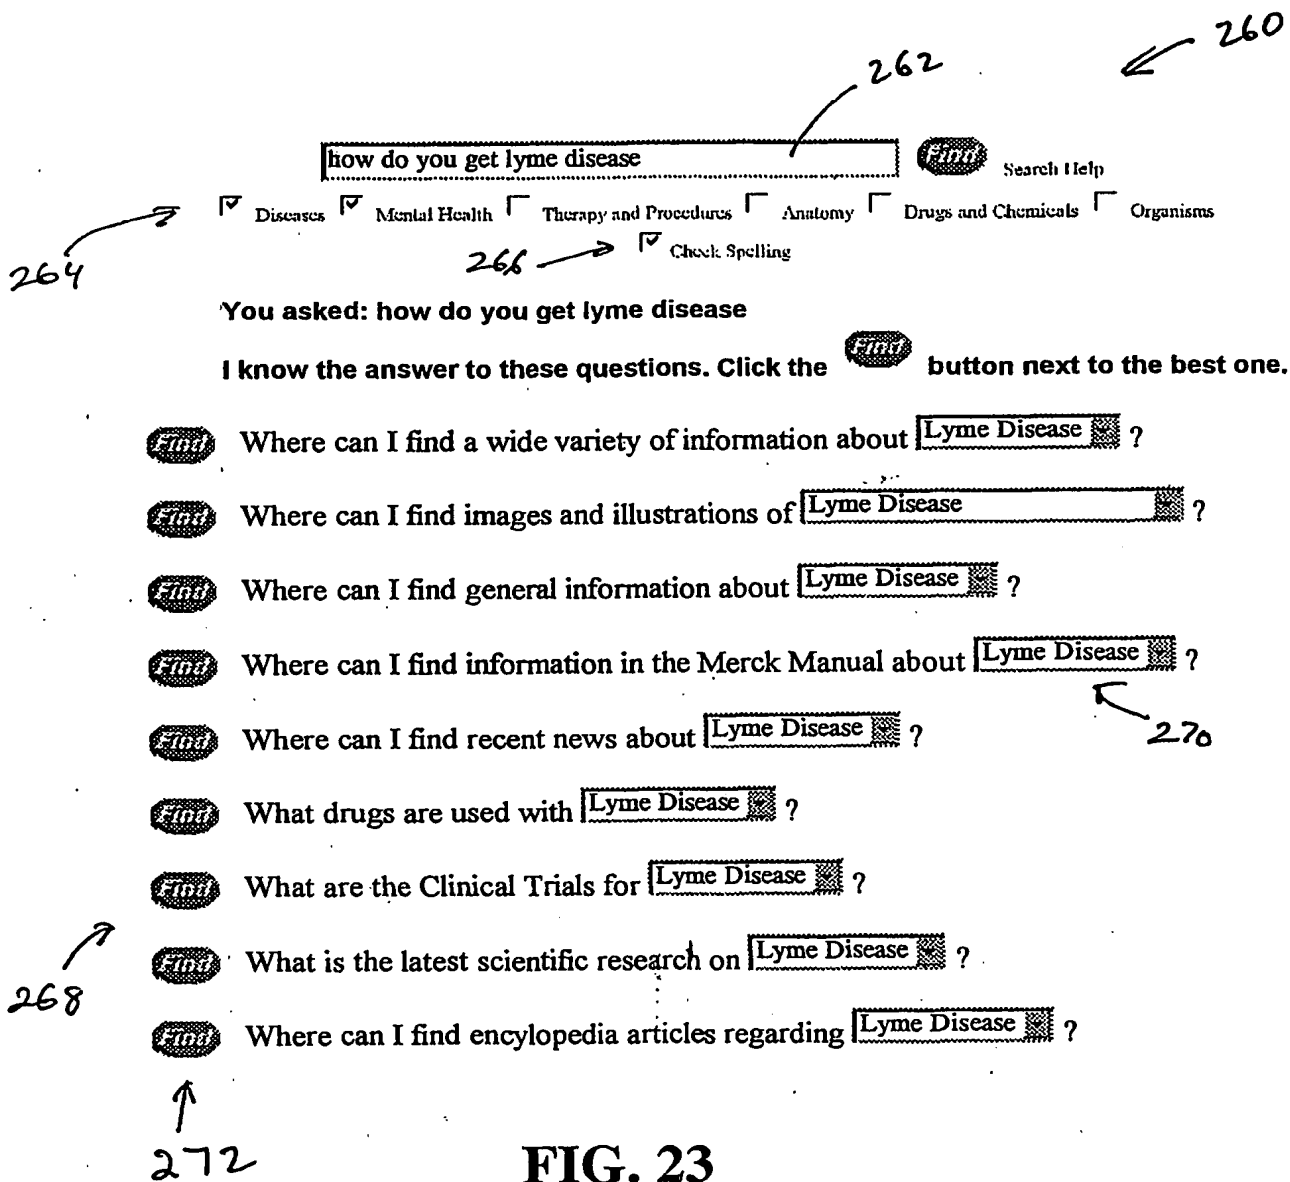 260
262
how do you get lyme disease Find Search Help
Diseases Mental Health Therapy and Procedures Anatomy Drugs and Chemicals Organisms
264
266 Check Spelling
You asked: how do you get lyme disease
I know the answer to these questions. Click the Find button next to the best one.
Find Where can I find a wide variety of information about Lyme Disease ?
Find Where can I find images and illustrations of Lyme Disease ?
Find Where can I find general information about Lyme Disease ?
Find Where can I find information in the Merck Manual about Lyme Disease ?
270
Find Where can I find recent news about Lyme Disease ?
Find What drugs are used with Lyme Disease ?
Find What are the Clinical Trials for Lyme Disease ?
268
Find What is the latest scientific research on Lyme Disease ?
Find Where can I find encylopedia articles regarding Lyme Disease ?
272
FIG. 23